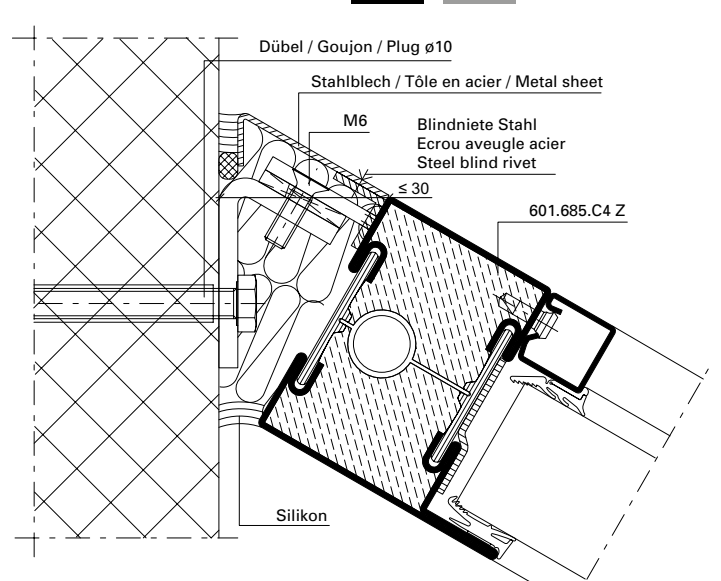 Dübel / Goujon / Plug ø10
Stahlblech / Tôle en acier / Metal sheet
M6
Blindniete Stahl
Ecrou aveugle acier
Steel blind rivet
≤ 30
601.685.C4 Z
Silikon